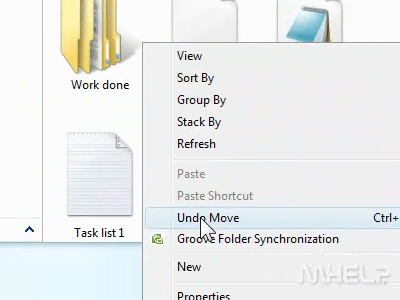 Work done
View
Sort By
Group By
Stack By
Refresh
Paste
Paste Shortcut
Undo Move Ctrl+
Groove Folder Synchronization
Task list 1
New
Properties
MHELP